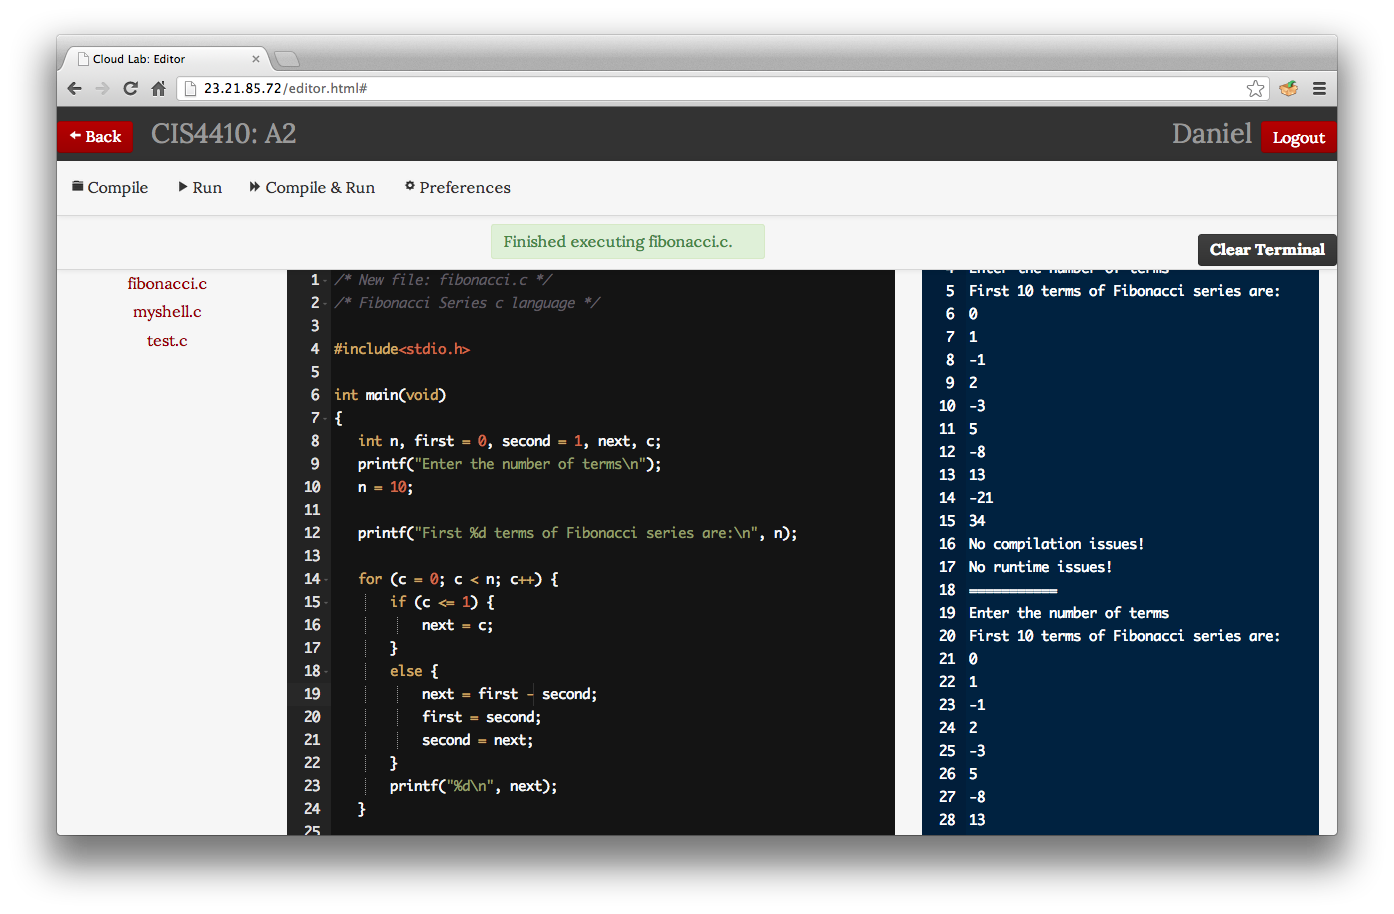 Cloud Lab: Editor
23.21.85.72/editor.html#
Back
CIS4410: A2
Daniel
Logout
Compile
Run
Compile & Run
Preferences
Finished executing fibonacci.c.
Clear Terminal
fibonacci.c
myshell.c
test.c
1 /* New file: fibonacci.c */
2 /* Fibonacci Series c language */
3
4 #include<stdio.h>
5
6 int main(void)
7 {
8    int n, first = 0, second = 1, next, c;
9    printf("Enter the number of terms\n");
10    n = 10;
11
12    printf("First %d terms of Fibonacci series are:\n", n);
13
14    for (c = 0; c < n; c++) {
15        if (c <= 1) {
16            next = c;
17        }
18        else {
19            next = first - second;
20            first = second;
21            second = next;
22        }
23        printf("%d\n", next);
24    }
25
4 Enter the number of terms
5 First 10 terms of Fibonacci series are:
6 0
7 1
8 -1
9 2
10 -3
11 5
12 -8
13 13
14 -21
15 34
16 No compilation issues!
17 No runtime issues!
18 ===========
19 Enter the number of terms
20 First 10 terms of Fibonacci series are:
21 0
22 1
23 -1
24 2
25 -3
26 5
27 -8
28 13